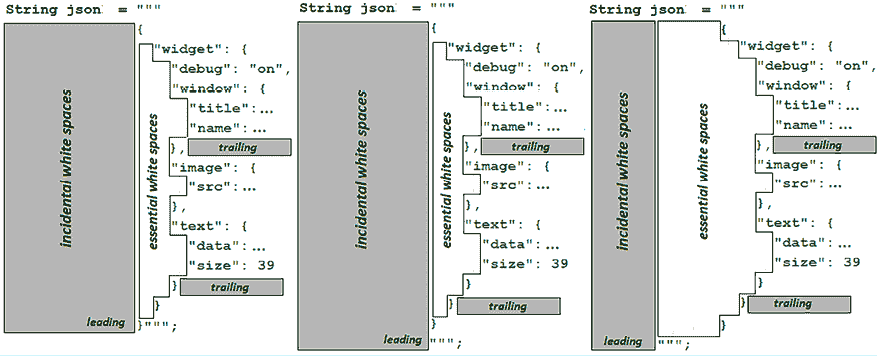 String json = """
{
"widget": {
"debug": "on",
"window": {
"title":...
"name":...
}, trailing
"image": {
"src":...
},
"text": {
"data":...
"size": 39
} trailing
}
}""";
incidental white spaces
essential white spaces
leading
String json = """
{
"widget": {
"debug": "on",
"window": {
"title":...
"name":...
}, trailing
"image": {
"src":...
},
"text": {
"data":...
"size": 39
}
} trailing
}
""";
incidental white spaces
essential white spaces
leading
String json = """
{
"widget": {
"debug": "on",
"window": {
"title":...
"name":...
}, trailing
"image": {
"src":...
},
"text": {
"data":...
"size": 39
}
} trailing
}
""";
incidental white spaces
essential white spaces
leading